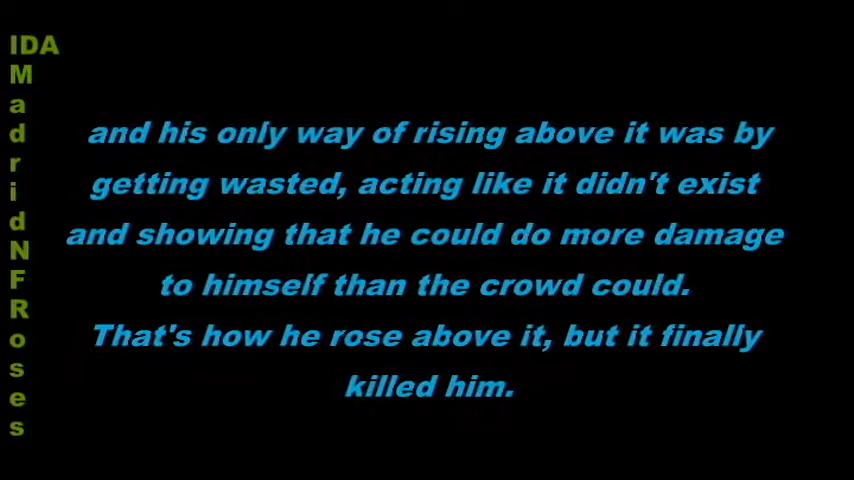 IDA
M
a
d
r
i
d
N
F
R
o
s
e
s
and his only way of rising above it was by
getting wasted, acting like it didn't exist
and showing that he could do more damage
to himself than the crowd could.
That's how he rose above it, but it finally
killed him.